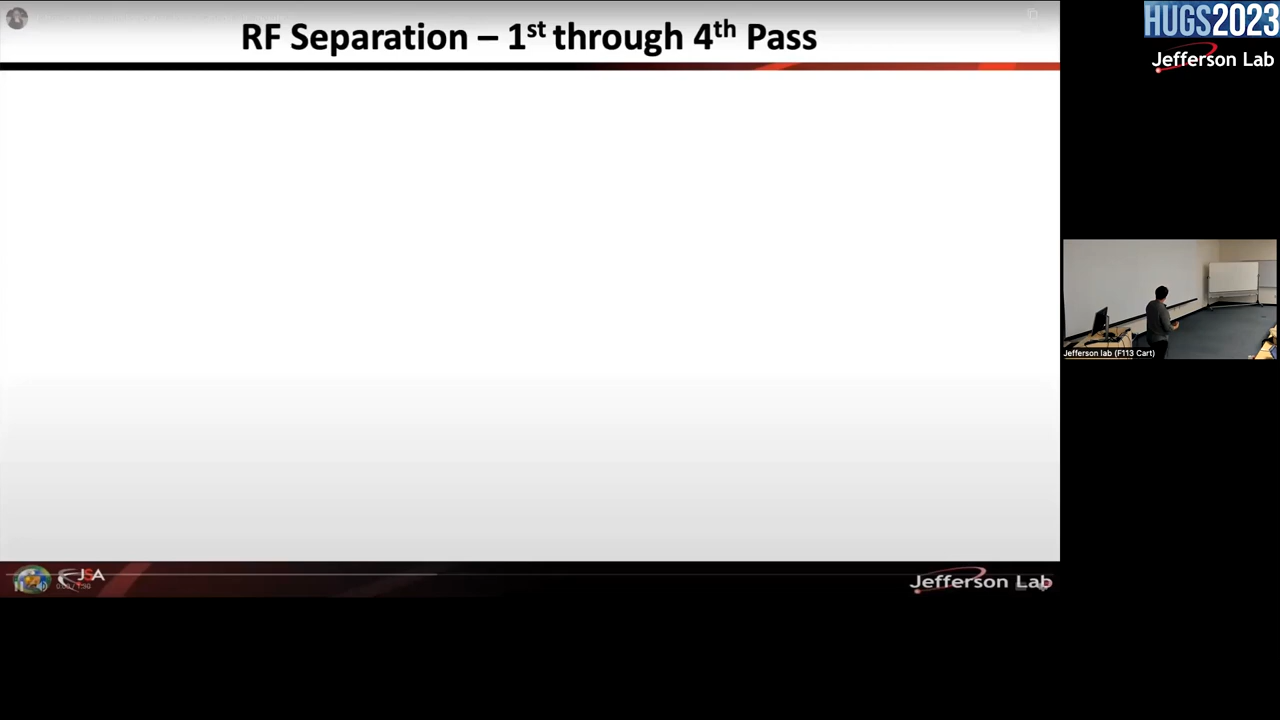 RF Separation – 1st through 4th Pass
HUGS2023
Jefferson Lab
Jefferson lab (F113 Cart)
JSA
Jefferson Lab